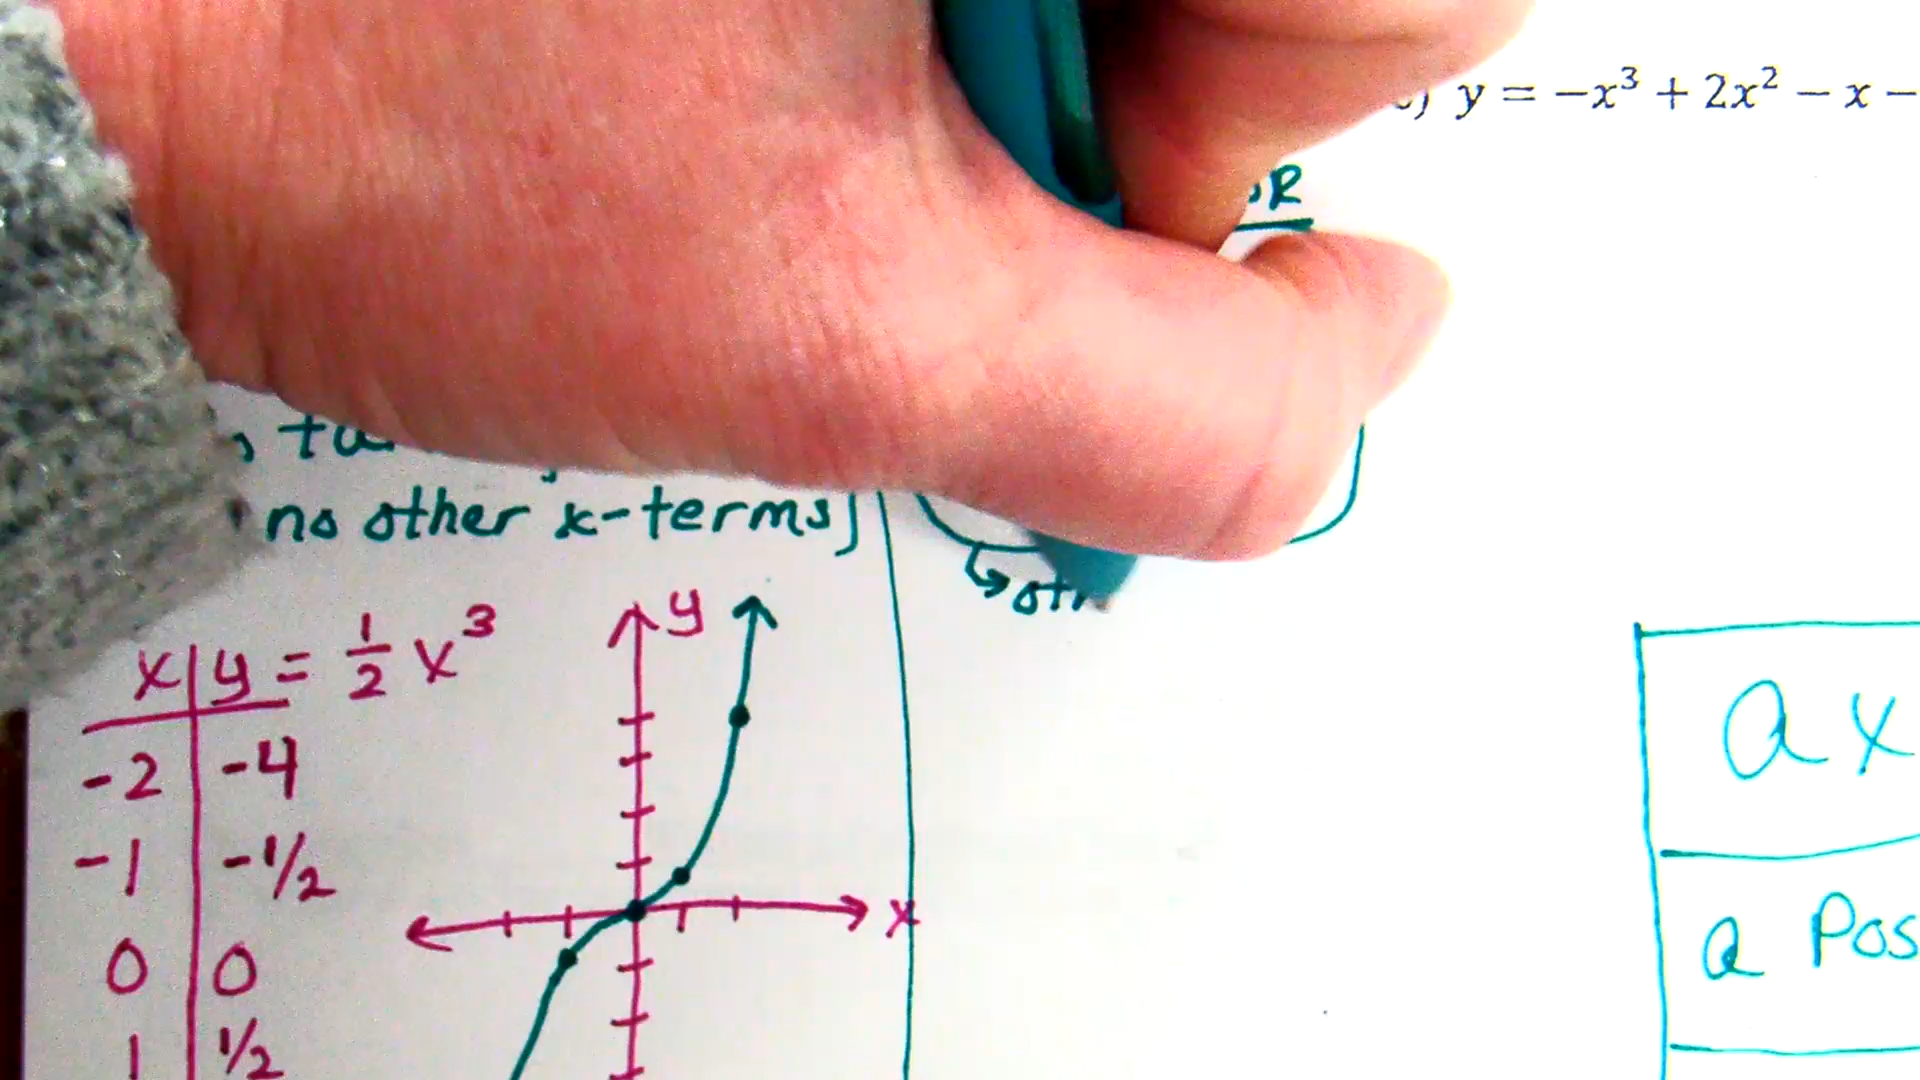 y = −x³ + 2x² − x −
no other x-terms)
x | y = 1/2 x³
-2 | -4
-1 | -1/2
0 | 0
1 | 1/2
y
x
ax
a Pos